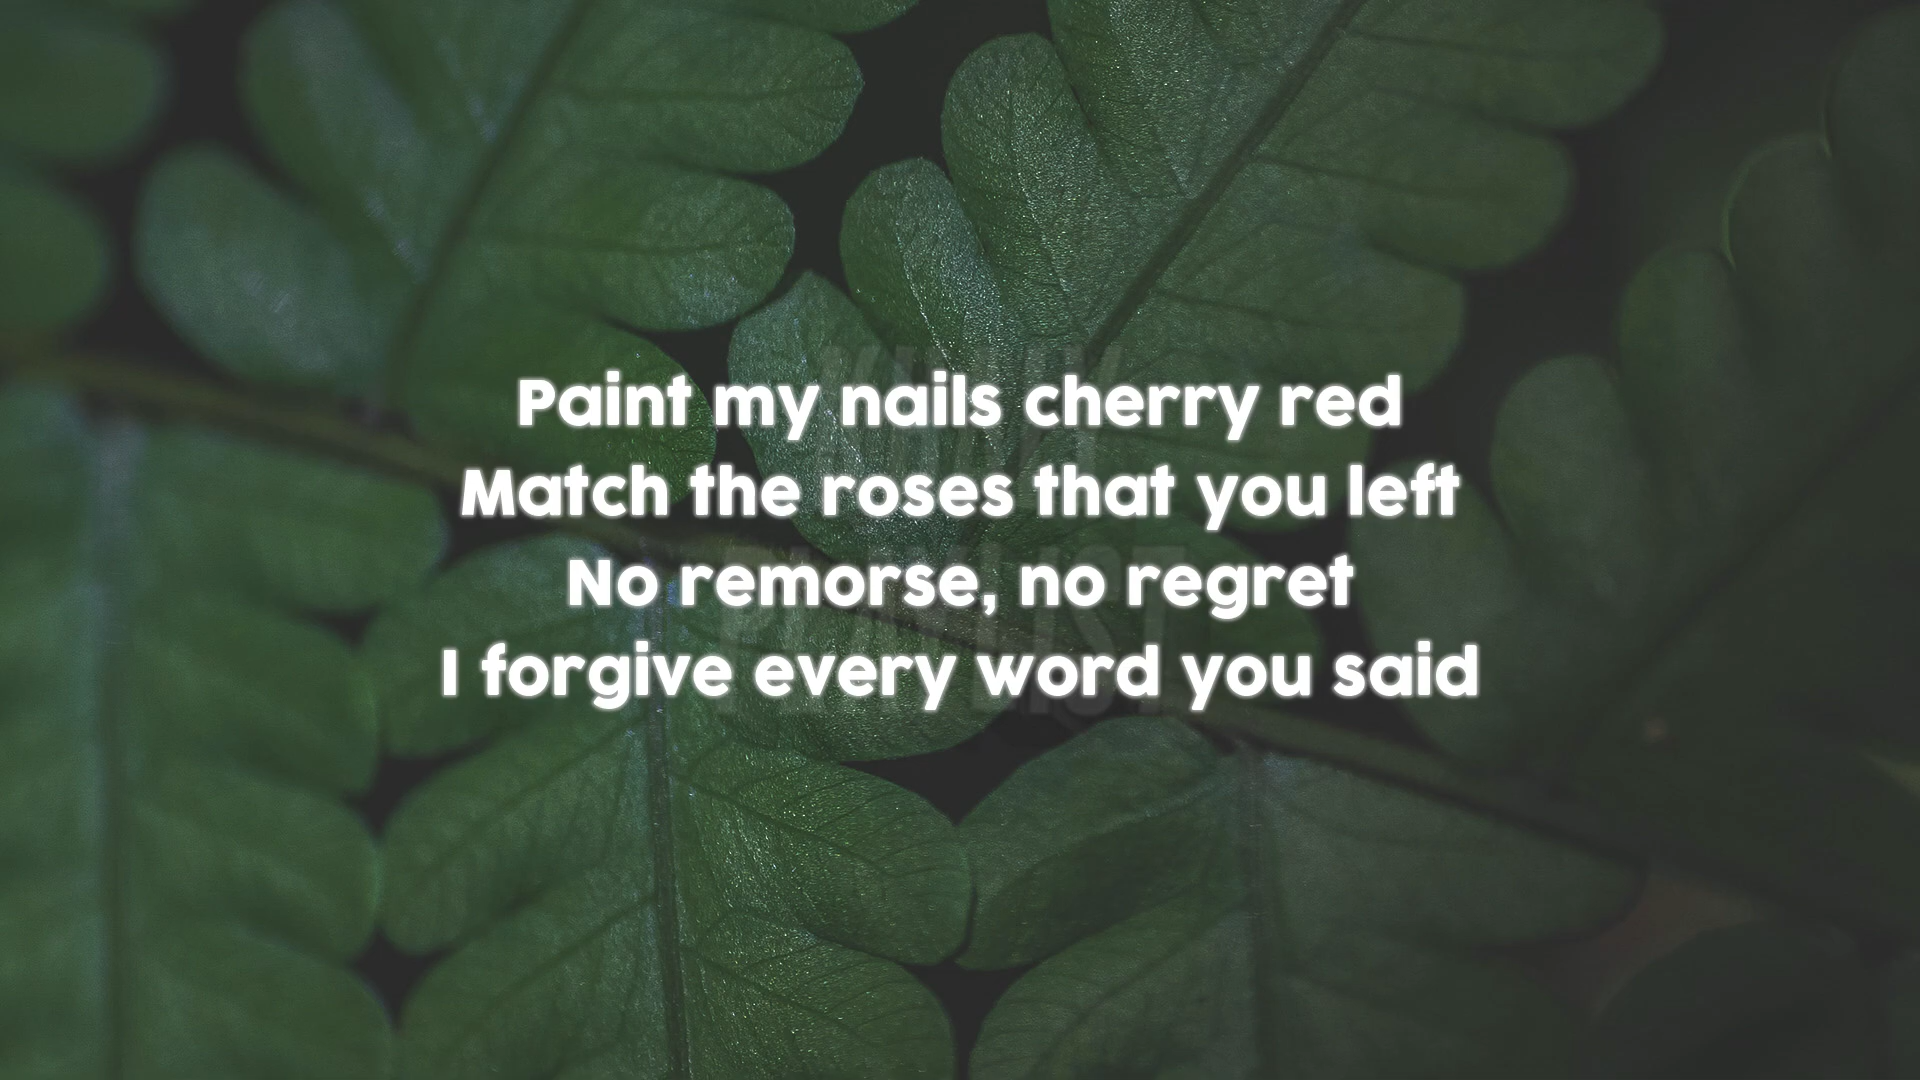 Paint my nails cherry red
Match the roses that you left
No remorse, no regret
I forgive every word you said
PLAYLIST